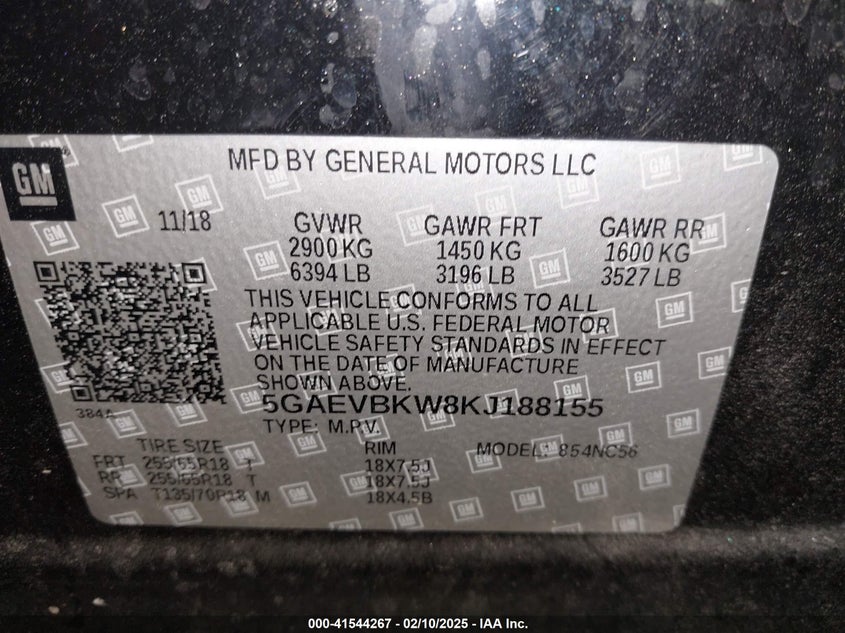 GM
MFD BY GENERAL MOTORS LLC
11/18 GVWR GAWR FRT GAWR RR
2900 KG 1450 KG 1600 KG
6394 LB 3196 LB 3527 LB
THIS VEHICLE CONFORMS TO ALL
APPLICABLE U.S. FEDERAL MOTOR
VEHICLE SAFETY STANDARDS IN EFFECT
ON THE DATE OF MANUFACTURE
SHOWN ABOVE.
384A 5GAEVBKW8KJ188155
TYPE: M.P.V.
TIRE SIZE RIM MODEL: 854NC56
FRT 255/65R18 T 18X7.5J
RR 255/65R18 T 18X7.5J
SPA T135/70R18 M 18X4.5B
000-41544267 - 02/10/2025 - IAA Inc.